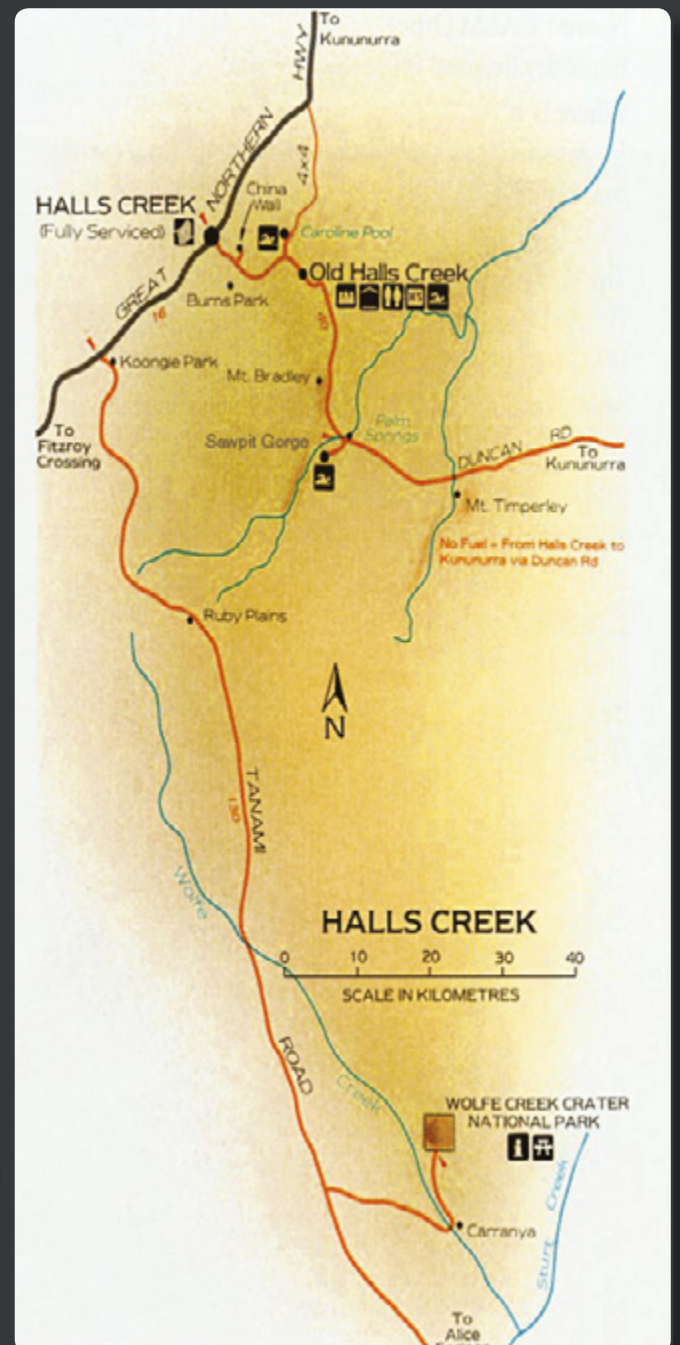 To
Kununurra
HWY
NORTHERN
4x4
China
Wall
HALLS CREEK
(Fully Serviced)
Caroline Pool
Old Halls Creek
GREAT
16
Burns Park
Koongie Park
Mt. Bradley
To
Fitzroy
Crossing
Sawpit Gorge
Palm
Springs
DUNCAN RD
To
Kununurra
Mt. Timperley
No Fuel - From Halls Creek to
Kununurra via Duncan Rd
Ruby Plains
N
TANAMI
130
Wolfe
HALLS CREEK
0 10 20 30 40
SCALE IN KILOMETRES
ROAD
Creek
WOLFE CREEK CRATER
NATIONAL PARK
Carranya
Sturt Creek
To
Alice